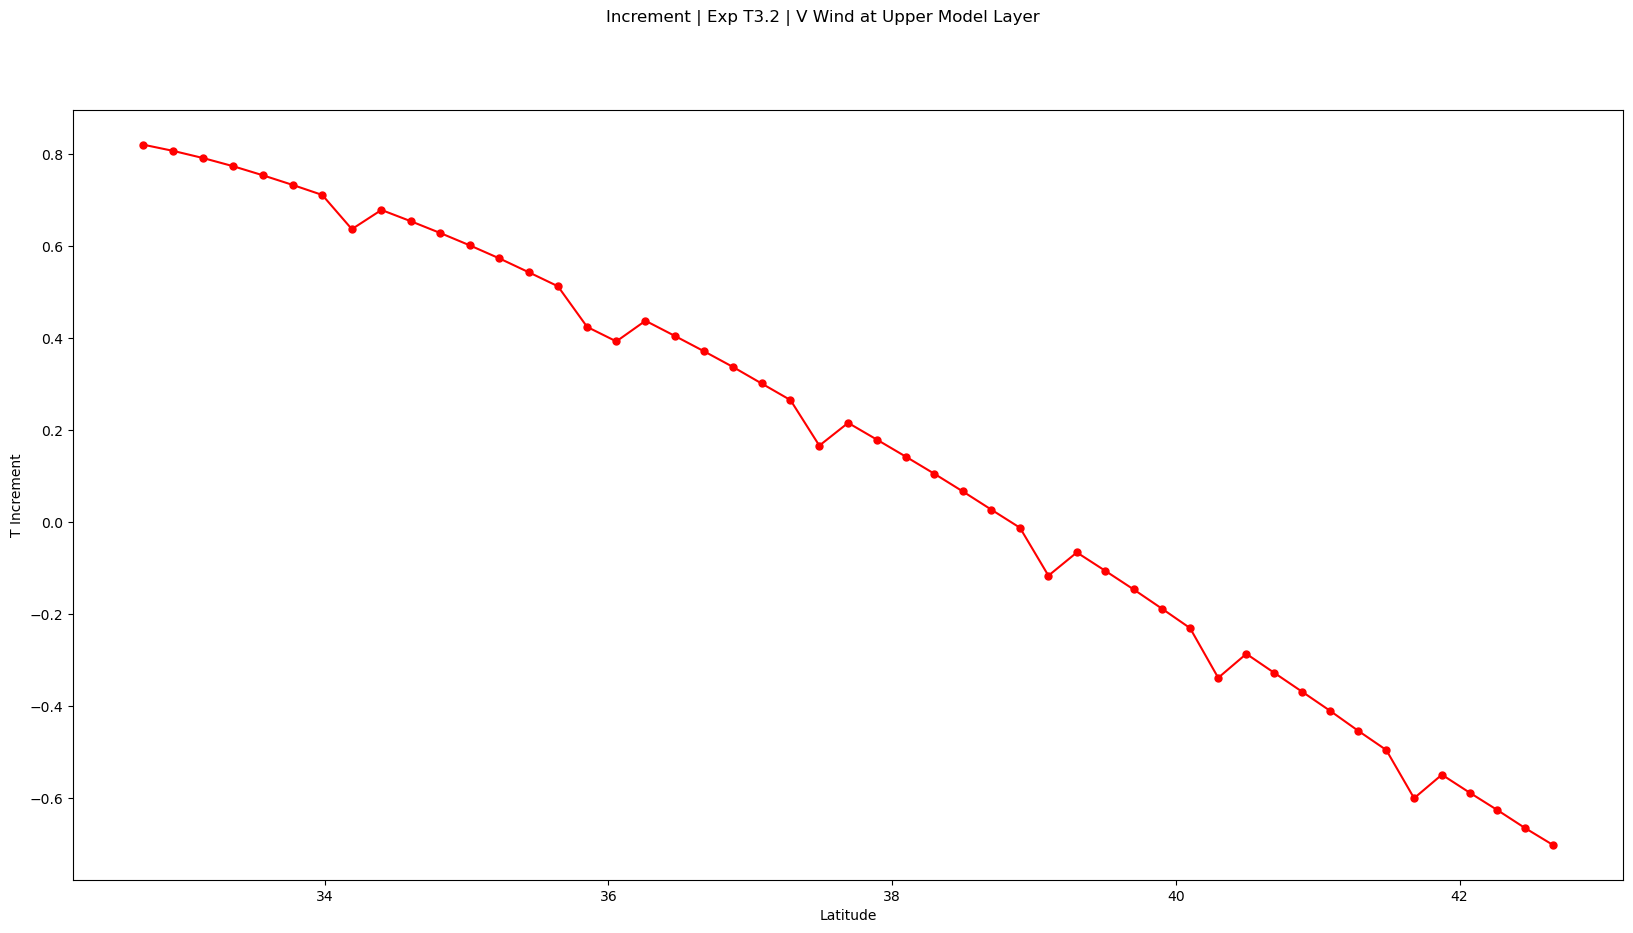 Increment | Exp T3.2 | V Wind at Upper Model Layer
0.8
0.6
0.4
0.2
0.0
−0.2
−0.4
−0.6
T Increment
34 36 38 40 42
Latitude